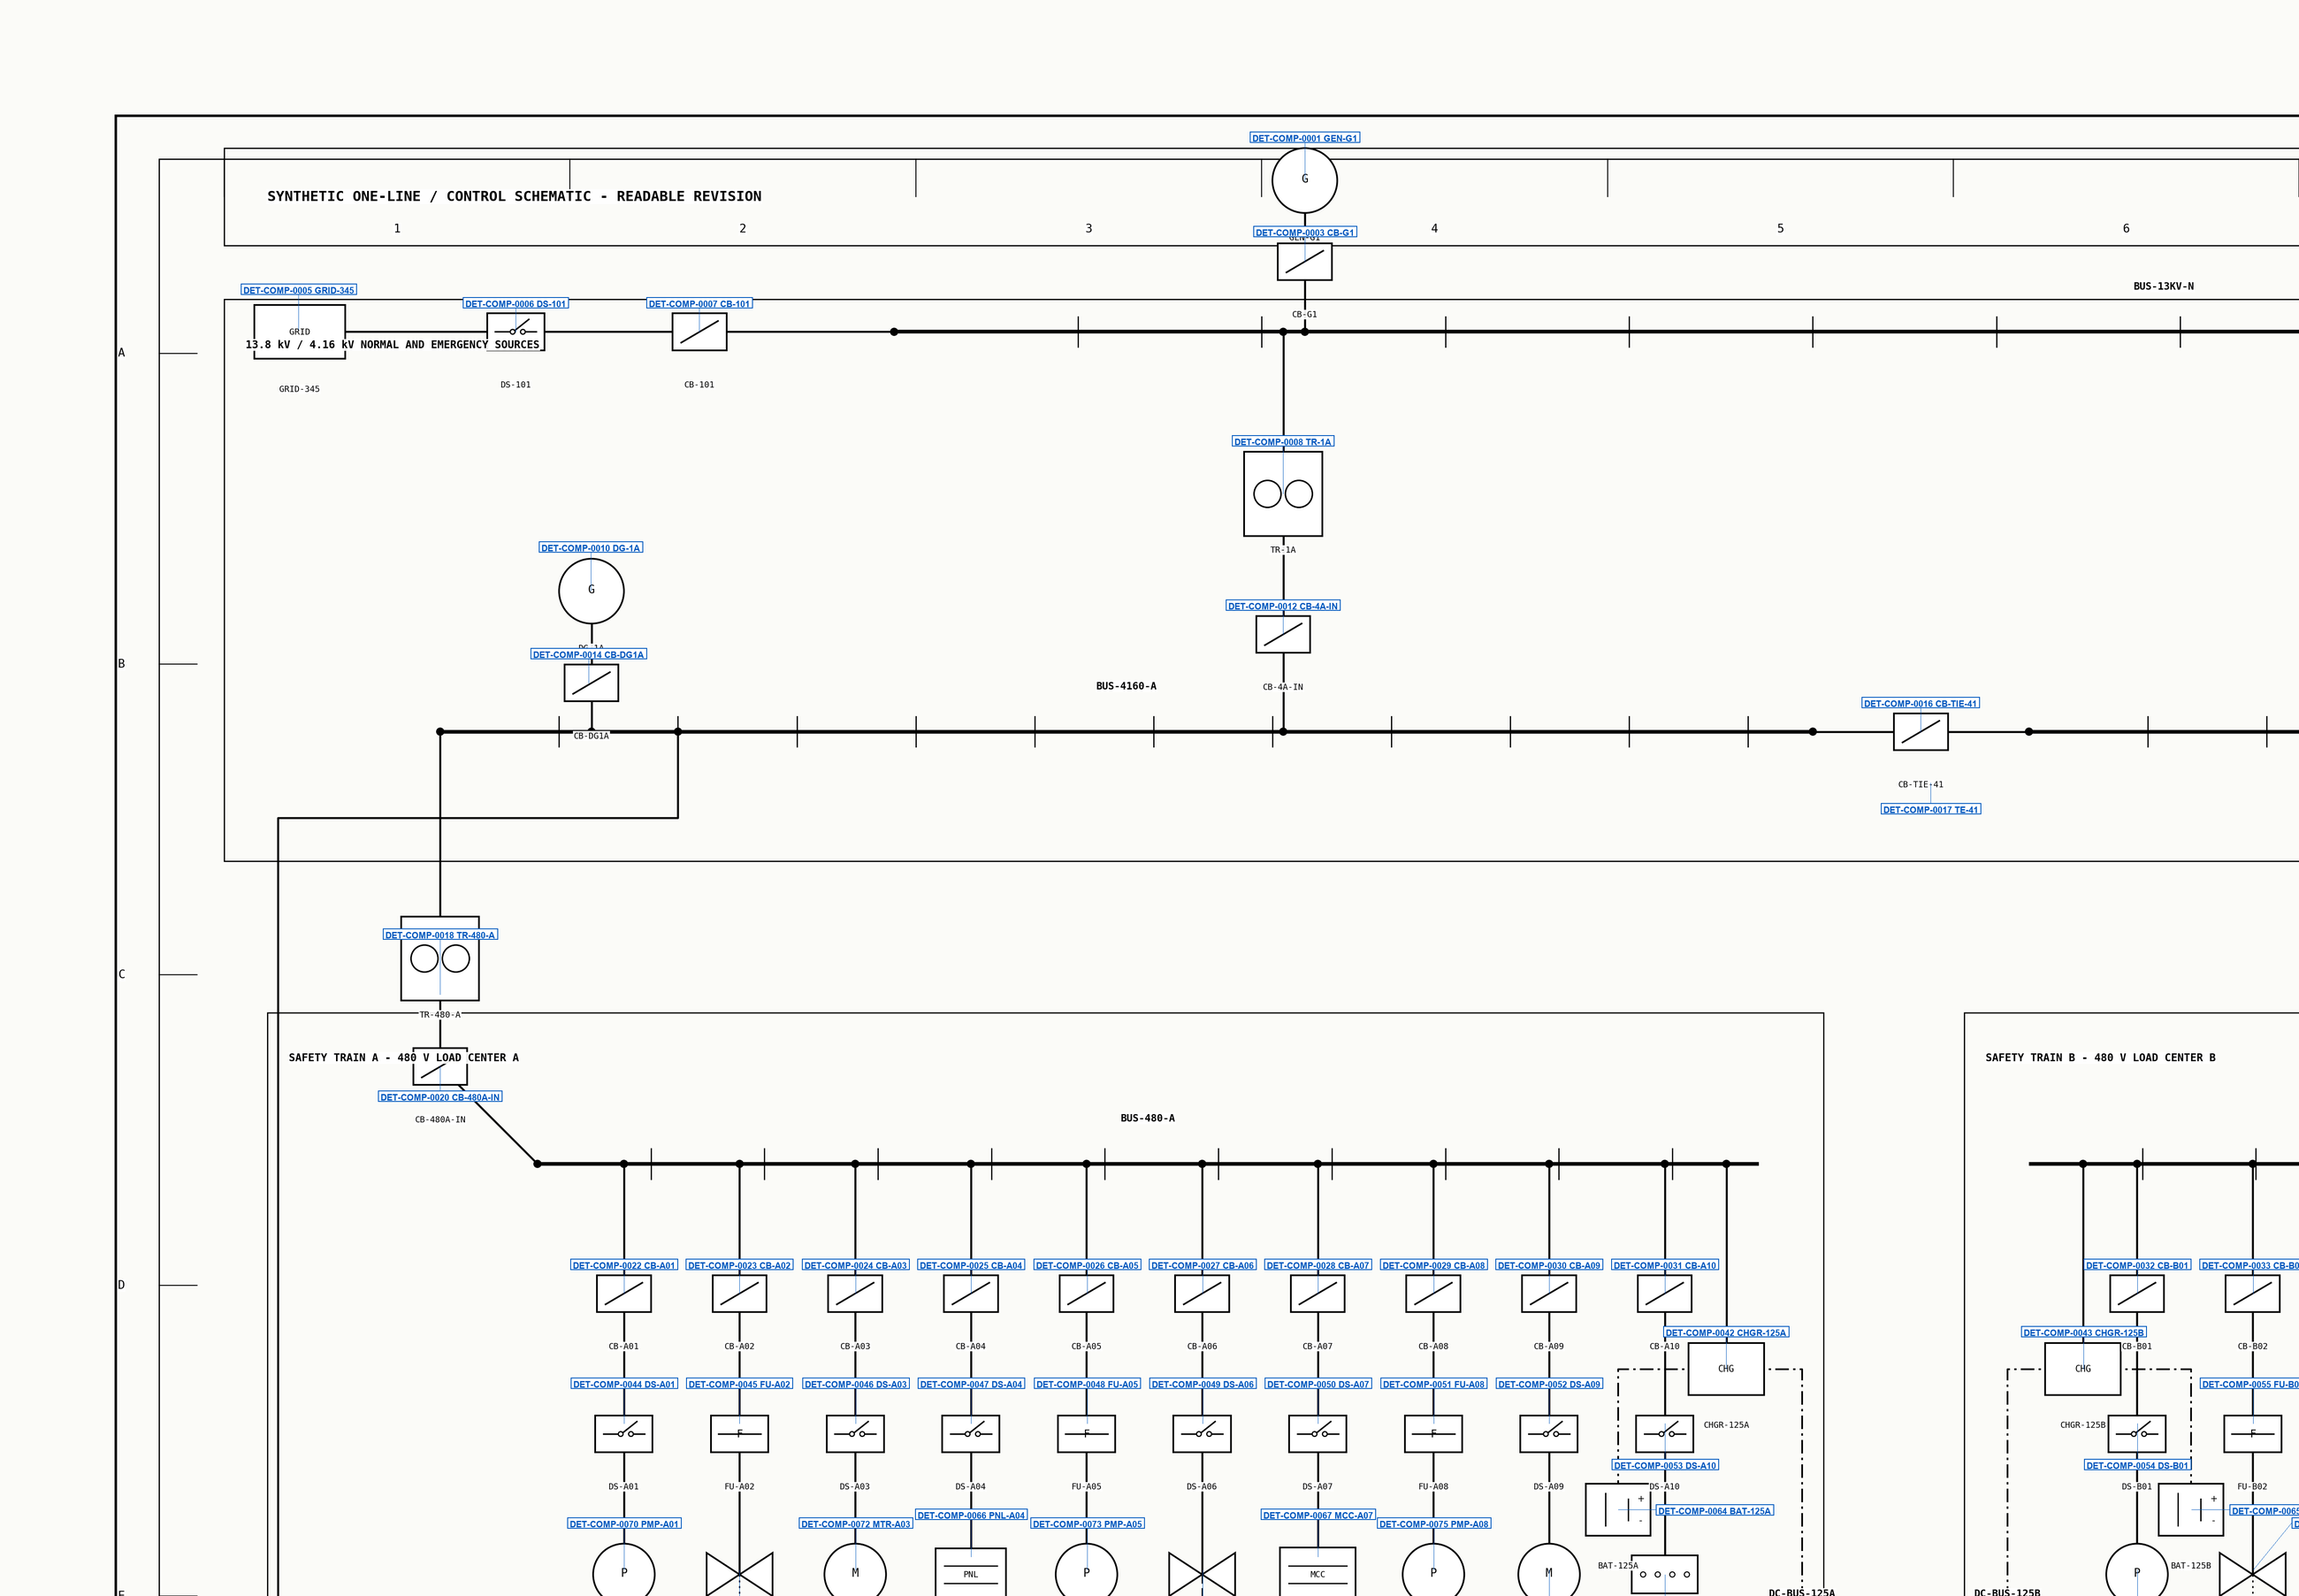 DET-COMP-0001 GEN-G1
G
SYNTHETIC ONE-LINE / CONTROL SCHEMATIC - READABLE REVISION
1 2 3 4 5 6
DET-COMP-0003 CB-G1
GEN-G1
BUS-13KV-N
DET-COMP-0005 GRID-345
DET-COMP-0006 DS-101
DET-COMP-0007 CB-101
CB-G1
GRID
13.8 kV / 4.16 kV NORMAL AND EMERGENCY SOURCES
A
GRID-345
DS-101
CB-101
DET-COMP-0008 TR-1A
TR-1A
DET-COMP-0010 DG-1A
G
DET-COMP-0012 CB-4A-IN
DG-1A
DET-COMP-0014 CB-DG1A
B
BUS-4160-A
CB-4A-IN
DET-COMP-0016 CB-TIE-41
CB-DG1A
CB-TIE-41
DET-COMP-0017 TE-41
DET-COMP-0018 TR-480-A
C
TR-480-A
SAFETY TRAIN A - 480 V LOAD CENTER A
SAFETY TRAIN B - 480 V LOAD CENTER B
DET-COMP-0020 CB-480A-IN
CB-480A-IN
BUS-480-A
DET-COMP-0022 CB-A01
DET-COMP-0023 CB-A02
DET-COMP-0024 CB-A03
DET-COMP-0025 CB-A04
DET-COMP-0026 CB-A05
DET-COMP-0027 CB-A06
DET-COMP-0028 CB-A07
DET-COMP-0029 CB-A08
DET-COMP-0030 CB-A09
DET-COMP-0031 CB-A10
DET-COMP-0032 CB-B01
DET-COMP-0033 CB-B0
D
DET-COMP-0042 CHGR-125A
DET-COMP-0043 CHGR-125B
CB-A01
CB-A02
CB-A03
CB-A04
CB-A05
CB-A06
CB-A07
CB-A08
CB-A09
CB-A10
CB-B01
CB-B02
CHG
CHG
DET-COMP-0044 DS-A01
DET-COMP-0045 FU-A02
DET-COMP-0046 DS-A03
DET-COMP-0047 DS-A04
DET-COMP-0048 FU-A05
DET-COMP-0049 DS-A06
DET-COMP-0050 DS-A07
DET-COMP-0051 FU-A08
DET-COMP-0052 DS-A09
DET-COMP-0055 FU-B0
CHGR-125A
CHGR-125B
F
F
F
F
DET-COMP-0053 DS-A10
DET-COMP-0054 DS-B01
DS-A01
FU-A02
DS-A03
DS-A04
FU-A05
DS-A06
DS-A07
FU-A08
DS-A09
DS-A10
DS-B01
FU-B02
+
-
+
-
DET-COMP-0064 BAT-125A
DET-COMP-0065
DET-COMP-0066 PNL-A04
DET-COMP-0067 MCC-A07
DET-COMP-0070 PMP-A01
DET-COMP-0072 MTR-A03
DET-COMP-0073 PMP-A05
DET-COMP-0075 PMP-A08
BAT-125A
BAT-125B
P
M
PNL
P
MCC
P
M
P
E
DC-BUS-125A
DC-BUS-125B